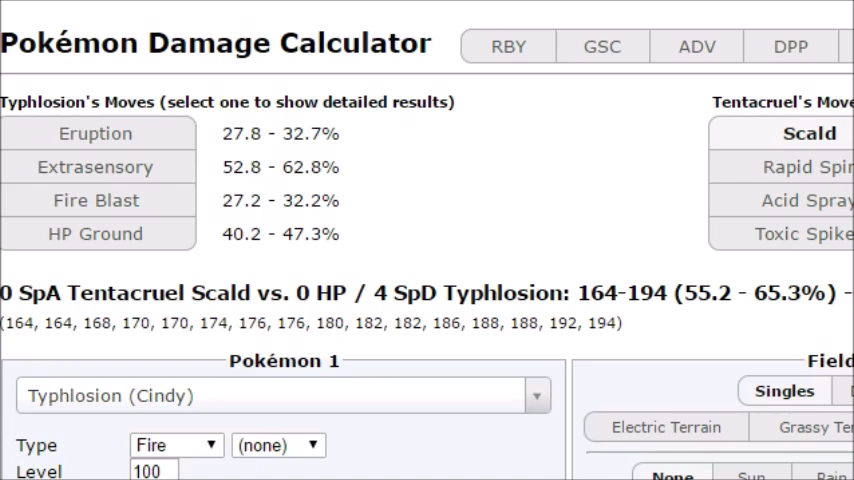 Pokémon Damage Calculator RBY GSC ADV DPP
Typhlosion's Moves (select one to show detailed results) Tentacruel's Move
Eruption 27.8 - 32.7% Scald
Extrasensory 52.8 - 62.8% Rapid Spin
Fire Blast 27.2 - 32.2% Acid Spray
HP Ground 40.2 - 47.3% Toxic Spike
0 SpA Tentacruel Scald vs. 0 HP / 4 SpD Typhlosion: 164-194 (55.2 - 65.3%) -
(164, 164, 168, 170, 170, 174, 176, 176, 180, 182, 182, 186, 188, 188, 192, 194)
Pokémon 1 Field
Typhlosion (Cindy) Singles
Electric Terrain Grassy Ter
Type Fire (none)
Level 100 None Sun Rain